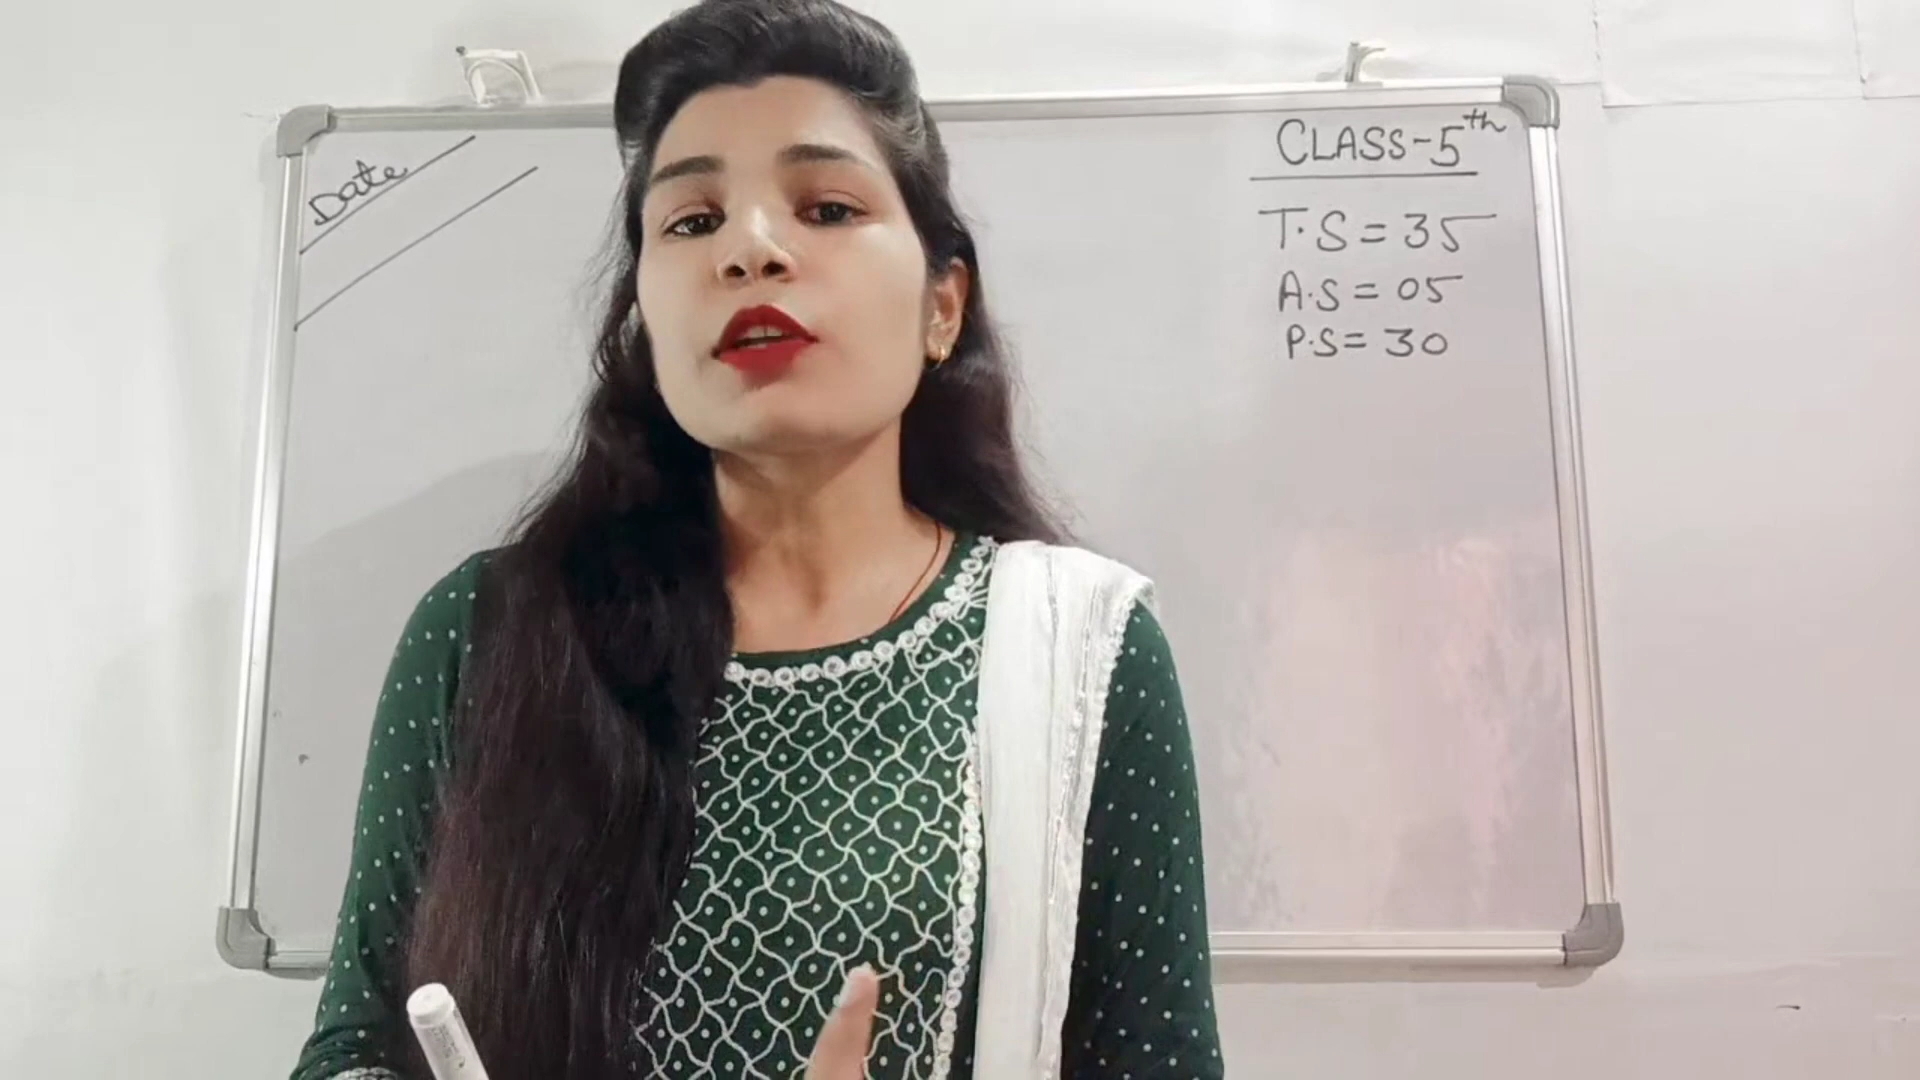 Date
CLASS-5th
T.S = 35
A.S = 05
P.S = 30